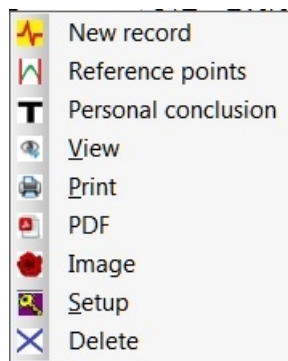 New record
Reference points
Personal conclusion
View
Print
PDF
Image
Setup
Delete